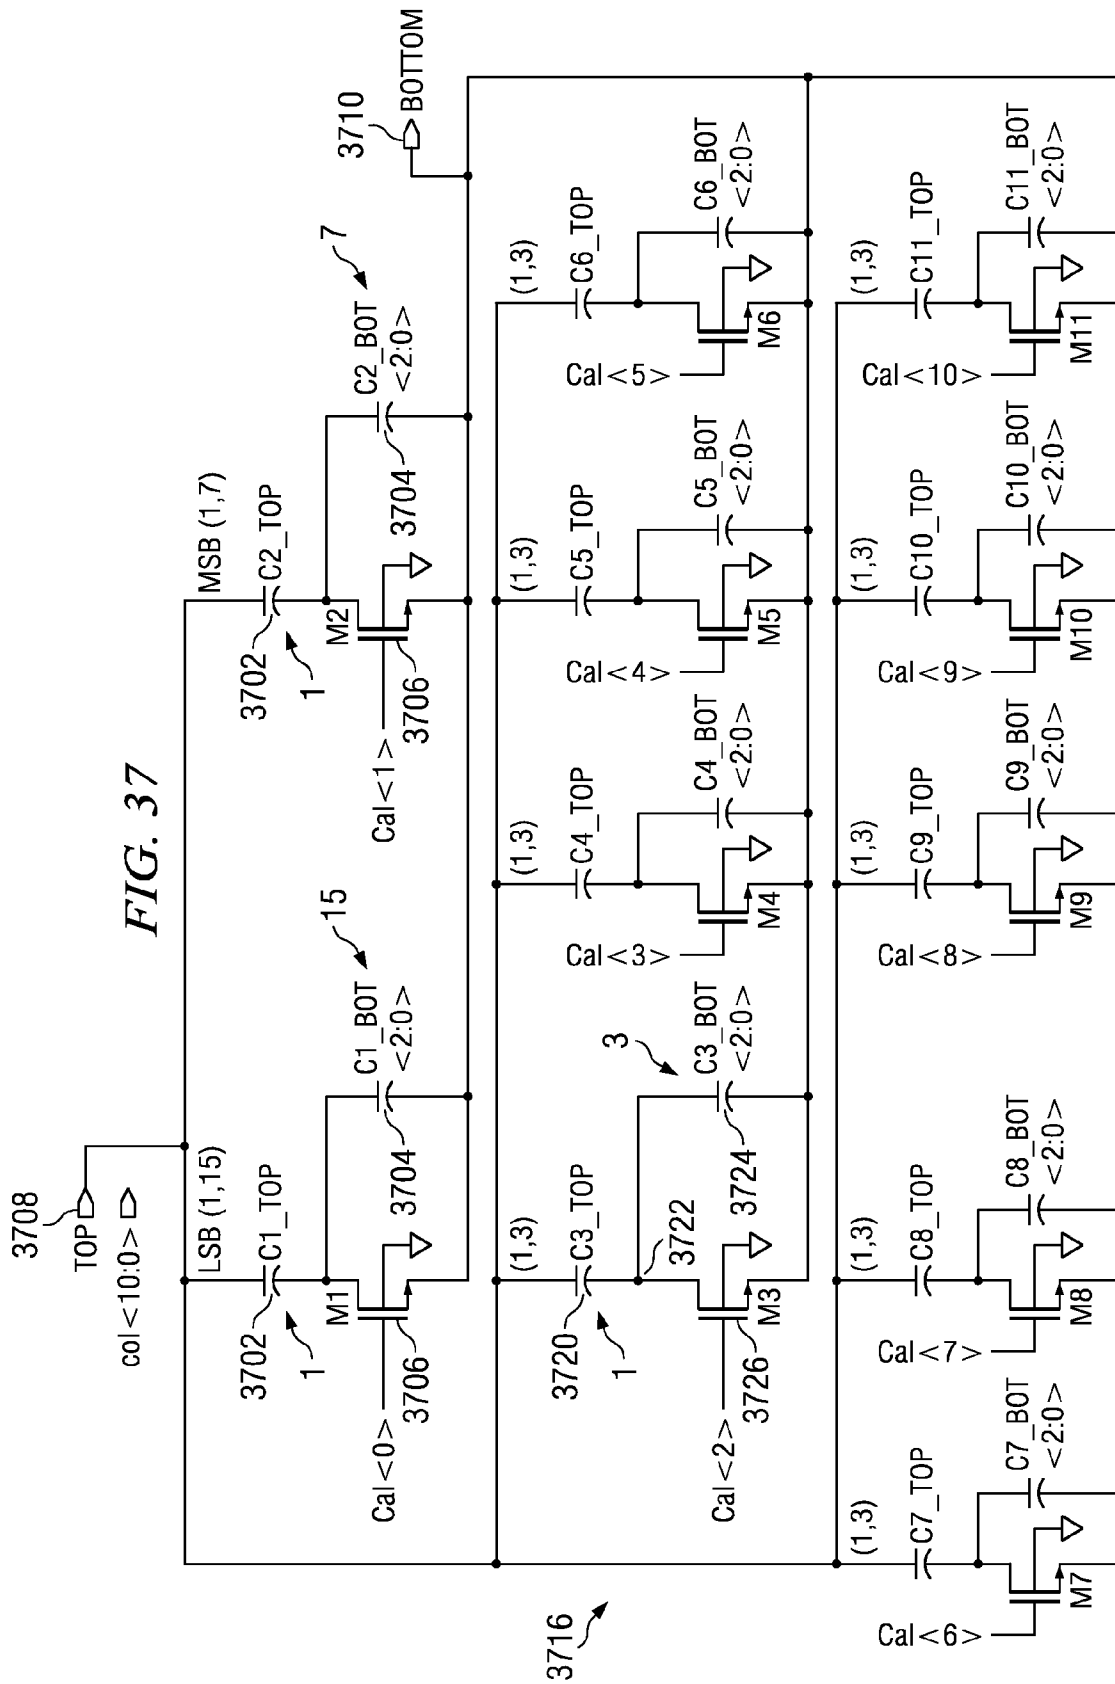 FIG. 37
3708
TOP
col<10:0>
3710
BOTTOM
LSB (1,15)
3702
C1_TOP
1
15
M1
C1_BOT
<2:0>
3704
Cal<0>
3706
MSB (1,7)
3702
C2_TOP
1
7
M2
C2_BOT
<2:0>
3704
Cal<1>
3706
(1,3)
3720
C3_TOP
1
3722
3
C3_BOT
<2:0>
3724
Cal<2>
3726
M3
(1,3)
C4_TOP
C4_BOT
<2:0>
Cal<3>
M4
(1,3)
C5_TOP
C5_BOT
<2:0>
Cal<4>
M5
(1,3)
C6_TOP
C6_BOT
<2:0>
Cal<5>
M6
3716
(1,3)
C7_TOP
C7_BOT
<2:0>
Cal<6>
M7
(1,3)
C8_TOP
C8_BOT
<2:0>
Cal<7>
M8
(1,3)
C9_TOP
C9_BOT
<2:0>
Cal<8>
M9
(1,3)
C10_TOP
C10_BOT
<2:0>
Cal<9>
M10
(1,3)
C11_TOP
C11_BOT
<2:0>
Cal<10>
M11